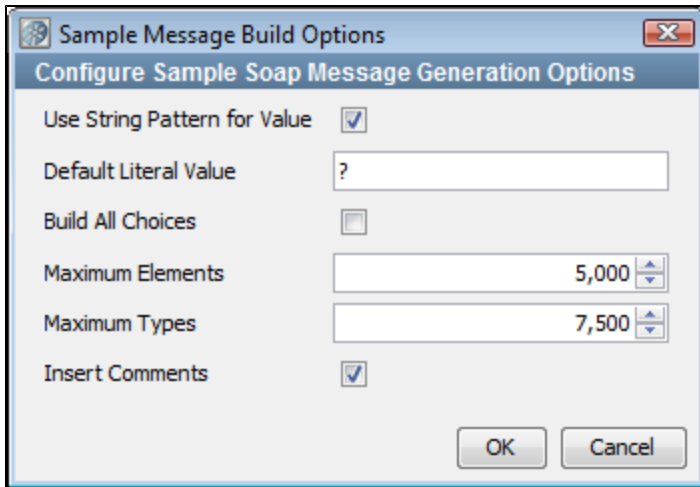 Sample Message Build Options
Configure Sample Soap Message Generation Options
Use String Pattern for Value
Default Literal Value ?
Build All Choices
Maximum Elements 5,000
Maximum Types 7,500
Insert Comments
OK Cancel